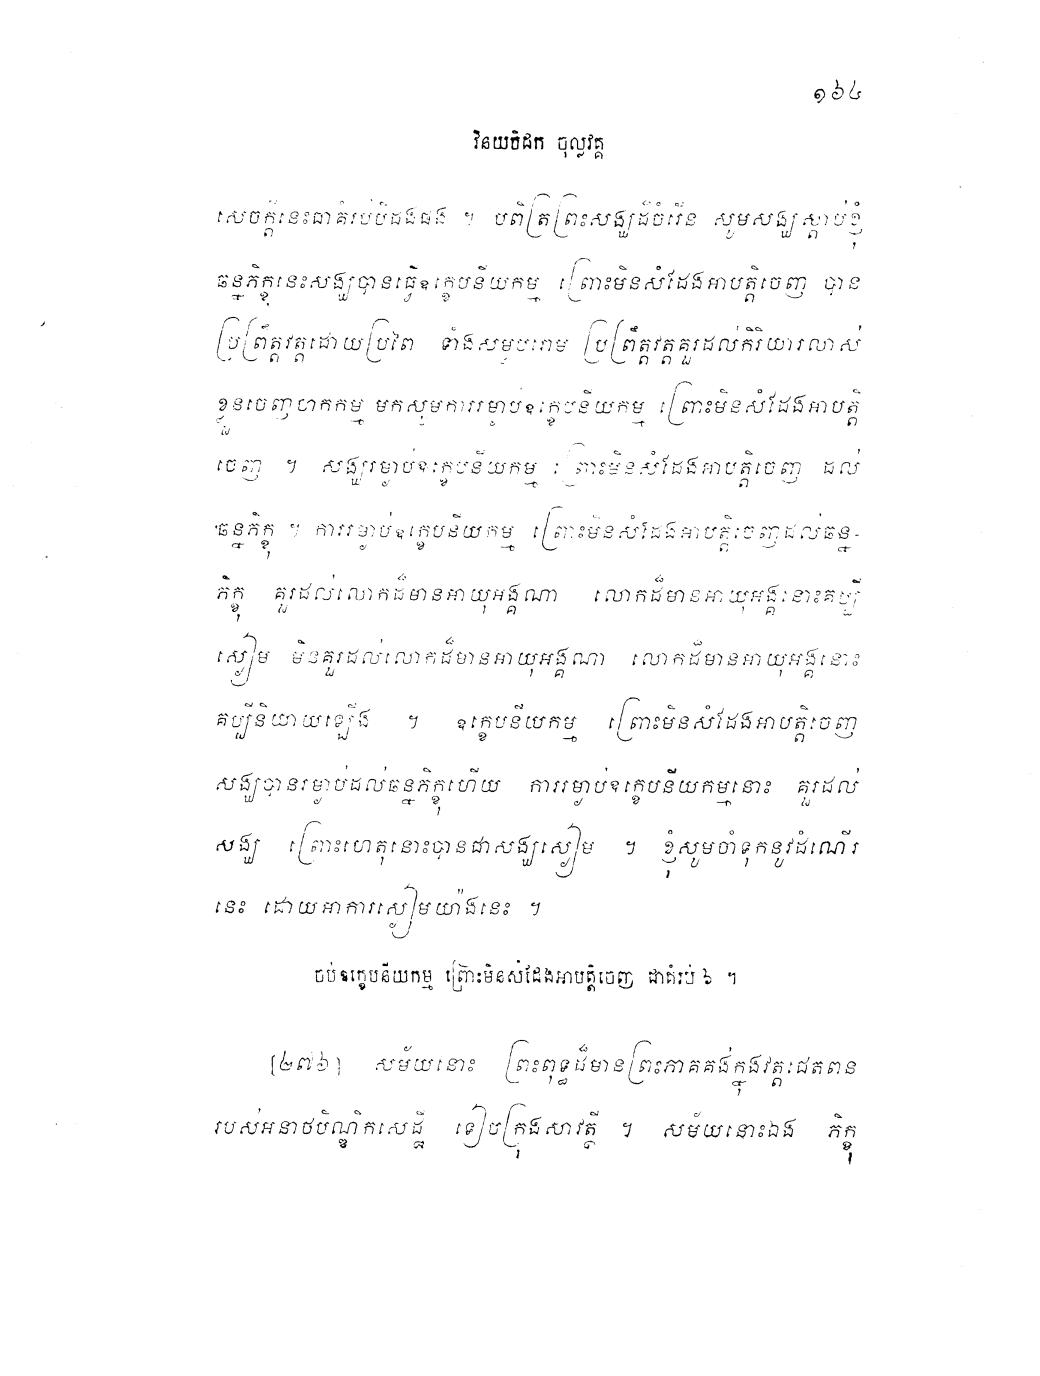 ១៦៤
វិនយបិដក ចុល្លវគ្គ
សេចក្តីនេះជាគំរប់បីដងផង ។ បពិត្រព្រះសង្ឃដ៏ចំរើន សូមសង្ឃស្តាប់ខ្ញុំ
ឆន្នភិក្ខុនេះសង្ឃបានធ្វើឧក្ខេបនីយកម្ម ព្រោះមិនសំដែងអាបត្តិចេញ បាន
ប្រព្រឹត្តវត្តដោយប្រពៃ ទាំងសម្ងបរោម ប្រព្រឹត្តវត្តគួរដល់កិរិយារលាស់
ខ្លួនចេញចាកកម្ម មកសូមការរម្ងាប់ឧក្ខេបនីយកម្ម ព្រោះមិនសំដែងអាបត្តិ
ចេញ ។ សង្ឃរម្ងាប់ឧក្ខេបនីយកម្ម ព្រោះមិនសំដែងអាបត្តិចេញ ដល់
ឆន្នភិក្ខុ ។ ការរម្ងាប់ឧក្ខេបនីយកម្ម ព្រោះមិនសំដែងអាបត្តិចេញដល់ឆន្ន-
ភិក្ខុ គួរដល់លោកដ៏មានអាយុអង្គណា លោកដ៏មានអាយុអង្គនោះគប្បី
ស្ងៀម មិនគួរដល់លោកដ៏មានអាយុអង្គណា លោកដ៏មានអាយុអង្គនោះ
គប្បីនិយាយឡើង ។ ឧក្ខេបនីយកម្ម ព្រោះមិនសំដែងអាបត្តិចេញ
សង្ឃបានរម្ងាប់ដល់ឆន្នភិក្ខុហើយ ការរម្ងាប់ឧក្ខេបនីយកម្មនោះ គួរដល់
សង្ឃ ព្រោះហេតុនោះបានជាសង្ឃស្ងៀម ។ ខ្ញុំសូមចាំទុកនូវដំណើរ
នេះ ដោយអាការស្ងៀមយ៉ាងនេះ ។
ចប់ឧក្ខេបនីយកម្ម ព្រោះមិនសំដែងអាបត្តិចេញ ជាគំរប់ ៦ ។
[២៧៦] សម័យនោះ ព្រះពុទ្ធដ៏មានព្រះភាគគង់ក្នុងវត្តជេតពន
របស់អនាថបិណ្ឌិកសេដ្ឋី ទៀបក្រុងសាវត្ថី ។ សម័យនោះឯង ភិក្ខុ